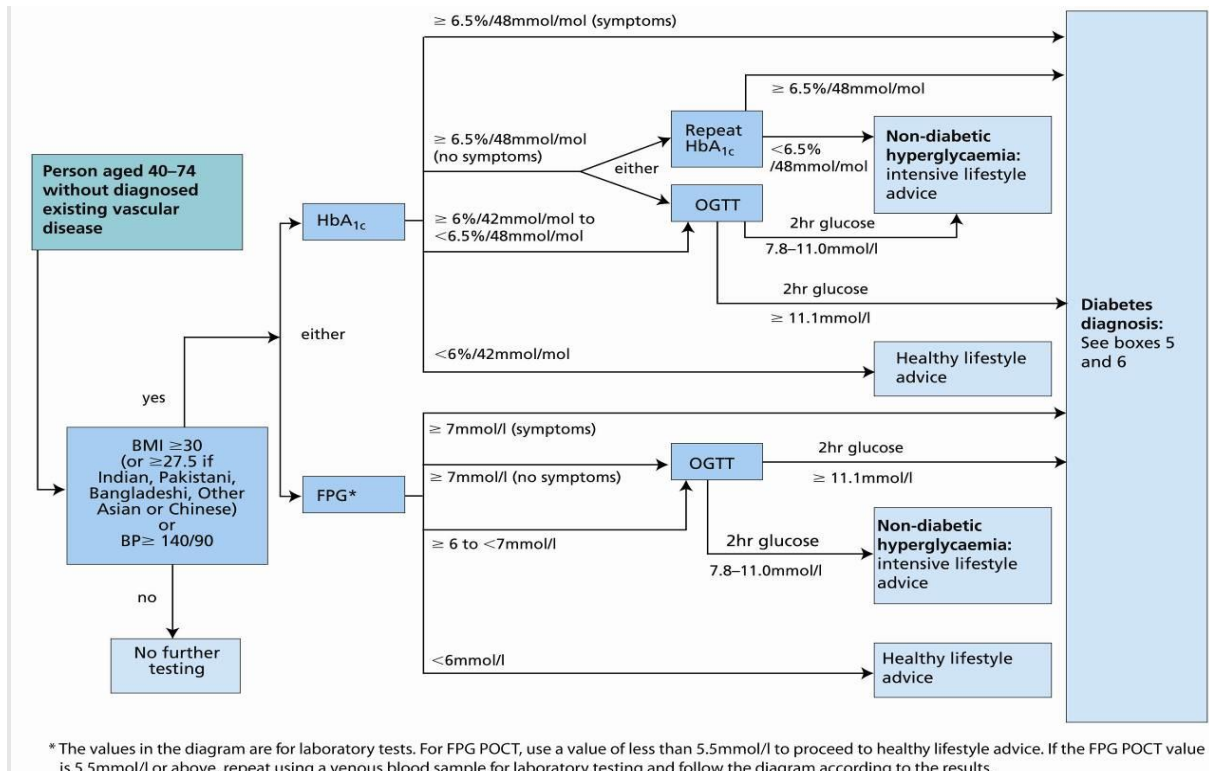 Person aged 40–74
without diagnosed
existing vascular
disease
BMI ≥30
(or ≥27.5 if
Indian, Pakistani,
Bangladeshi, Other
Asian or Chinese)
or
BP≥ 140/90
yes
no
No further
testing
either
HbA1c
≥ 6.5%/48mmol/mol (symptoms)
≥ 6.5%/48mmol/mol
(no symptoms)
either
Repeat
HbA1c
≥ 6.5%/48mmol/mol
<6.5%
/48mmol/mol
Non-diabetic
hyperglycaemia:
intensive lifestyle
advice
≥ 6%/42mmol/mol to
<6.5%/48mmol/mol
OGTT
2hr glucose
7.8–11.0mmol/l
2hr glucose
≥ 11.1mmol/l
<6%/42mmol/mol
Healthy lifestyle
advice
FPG*
≥ 7mmol/l (symptoms)
≥ 7mmol/l (no symptoms)
OGTT
2hr glucose
≥ 11.1mmol/l
≥ 6 to <7mmol/l
2hr glucose
7.8–11.0mmol/l
Non-diabetic
hyperglycaemia:
intensive lifestyle
advice
<6mmol/l
Healthy lifestyle
advice
Diabetes
diagnosis:
See boxes 5
and 6
* The values in the diagram are for laboratory tests. For FPG POCT, use a value of less than 5.5mmol/l to proceed to healthy lifestyle advice. If the FPG POCT value
is 5.5mmol/l or above, repeat using a venous blood sample for laboratory testing and follow the diagram according to the results.